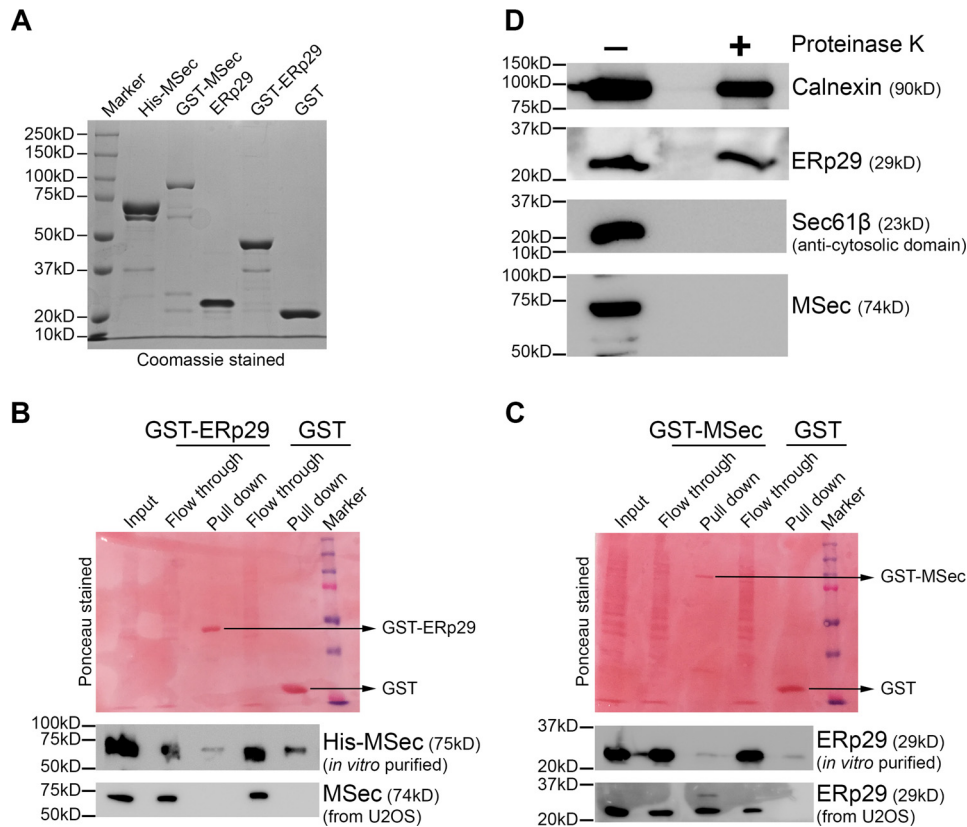 A
Marker
His-MSec
GST-MSec
ERp29
GST-ERp29
GST
250kD
150kD
100kD
75kD
50kD
37kD
20kD
10kD
Coomassie stained
D
− + Proteinase K
150kD
100kD
75kD
Calnexin (90kD)
37kD
20kD
ERp29 (29kD)
37kD
20kD
10kD
Sec61β (23kD)
(anti-cytosolic domain)
100kD
75kD
50kD
MSec (74kD)
B
GST-ERp29 GST
Input
Flow through
Pull down
Flow through
Pull down
Marker
Ponceau stained
GST-ERp29
GST
100kD
75kD
50kD
His-MSec (75kD)
(in vitro purified)
75kD
50kD
MSec (74kD)
(from U2OS)
C
GST-MSec GST
Input
Flow through
Pull down
Flow through
Pull down
Marker
Ponceau stained
GST-MSec
GST
37kD
20kD
ERp29 (29kD)
(in vitro purified)
37kD
20kD
ERp29 (29kD)
(from U2OS)